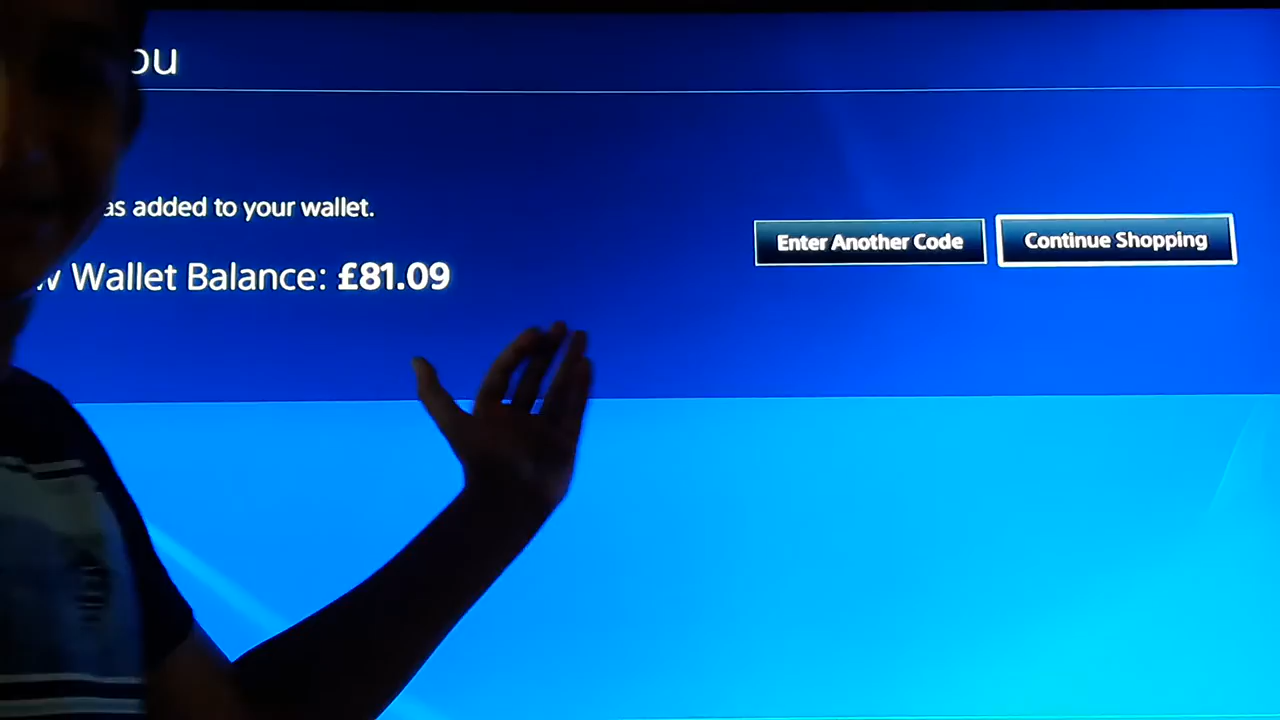 ou
as added to your wallet.
w Wallet Balance: £81.09
Enter Another Code
Continue Shopping